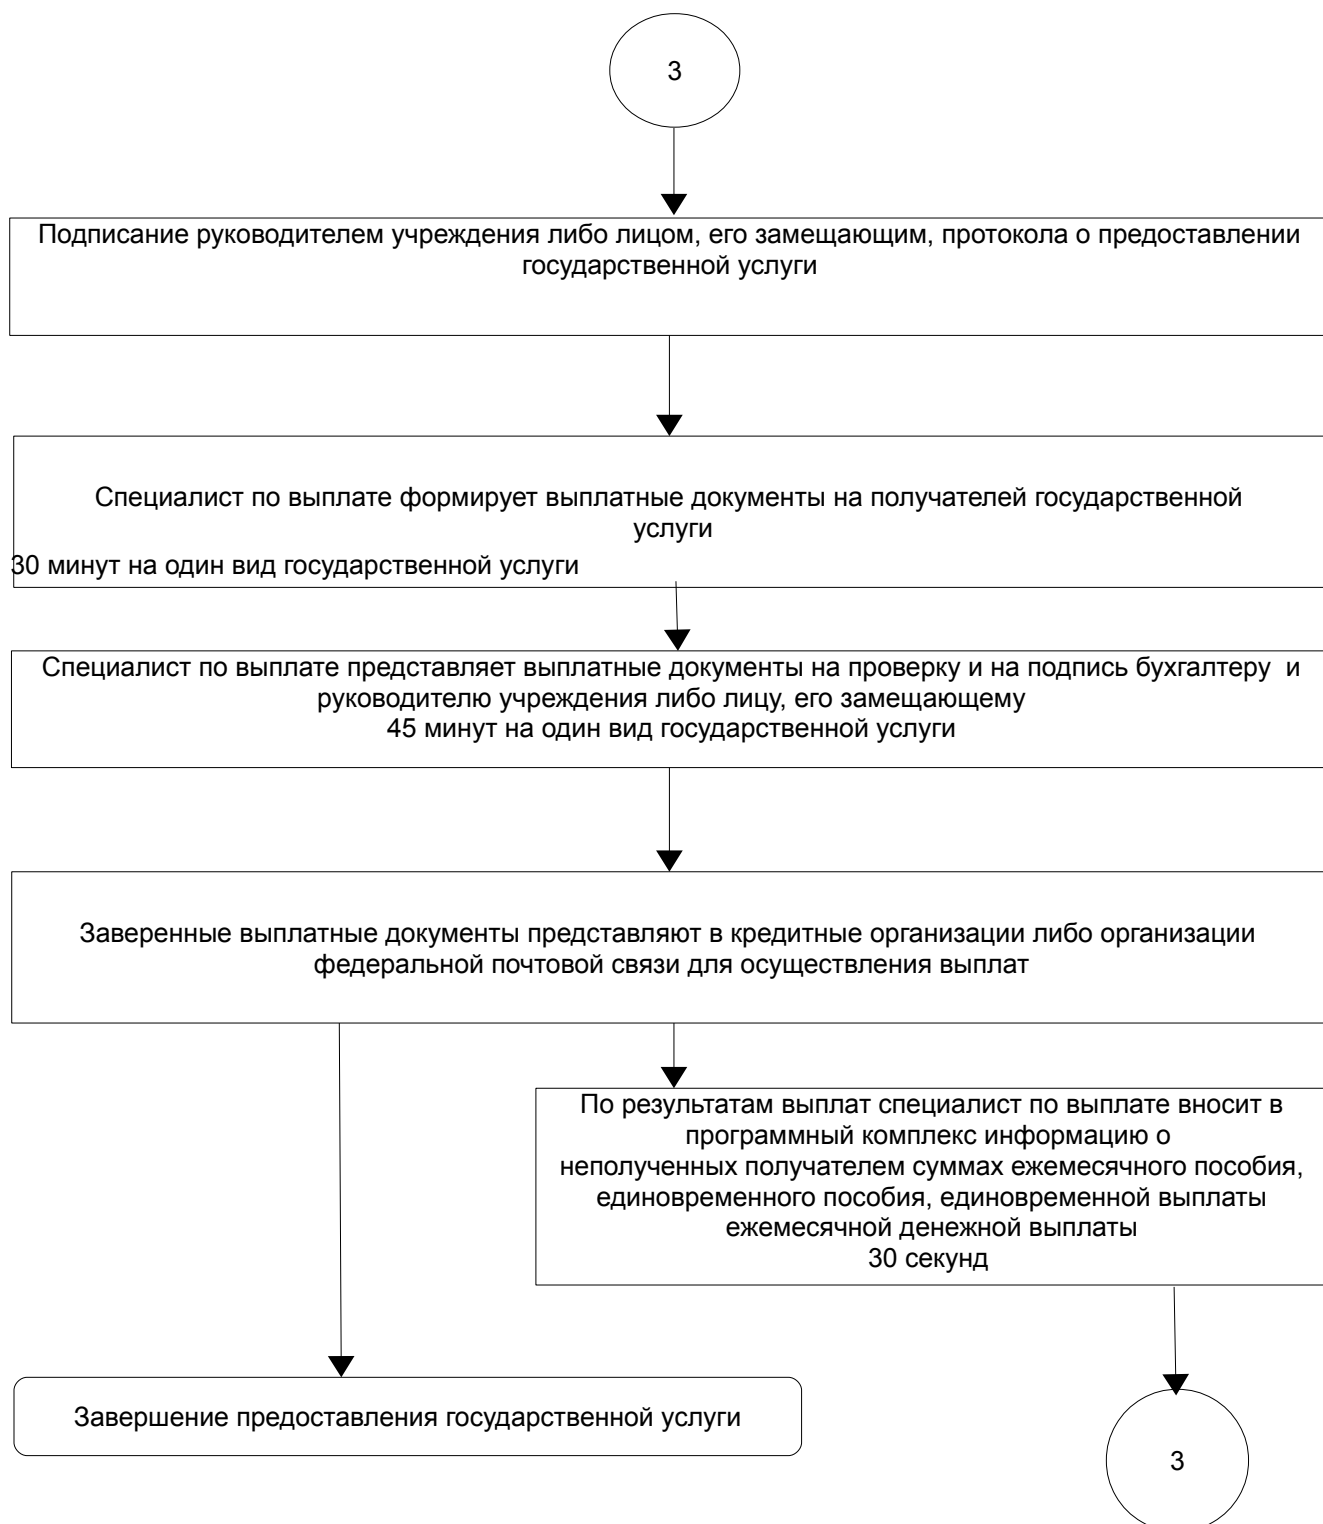 3
Подписание руководителем учреждения либо лицом, его замещающим, протокола о предоставлении
государственной услуги
Специалист по выплате формирует выплатные документы на получателей государственной
услуги
30 минут на один вид государственной услуги
Специалист по выплате представляет выплатные документы на проверку и на подпись бухгалтеру  и
руководителю учреждения либо лицу, его замещающему
45 минут на один вид государственной услуги
Заверенные выплатные документы представляют в кредитные организации либо организации
федеральной почтовой связи для осуществления выплат
По результатам выплат специалист по выплате вносит в
программный комплекс информацию о
неполученных получателем суммах ежемесячного пособия,
единовременного пособия, единовременной выплаты
ежемесячной денежной выплаты
30 секунд
Завершение предоставления государственной услуги
3